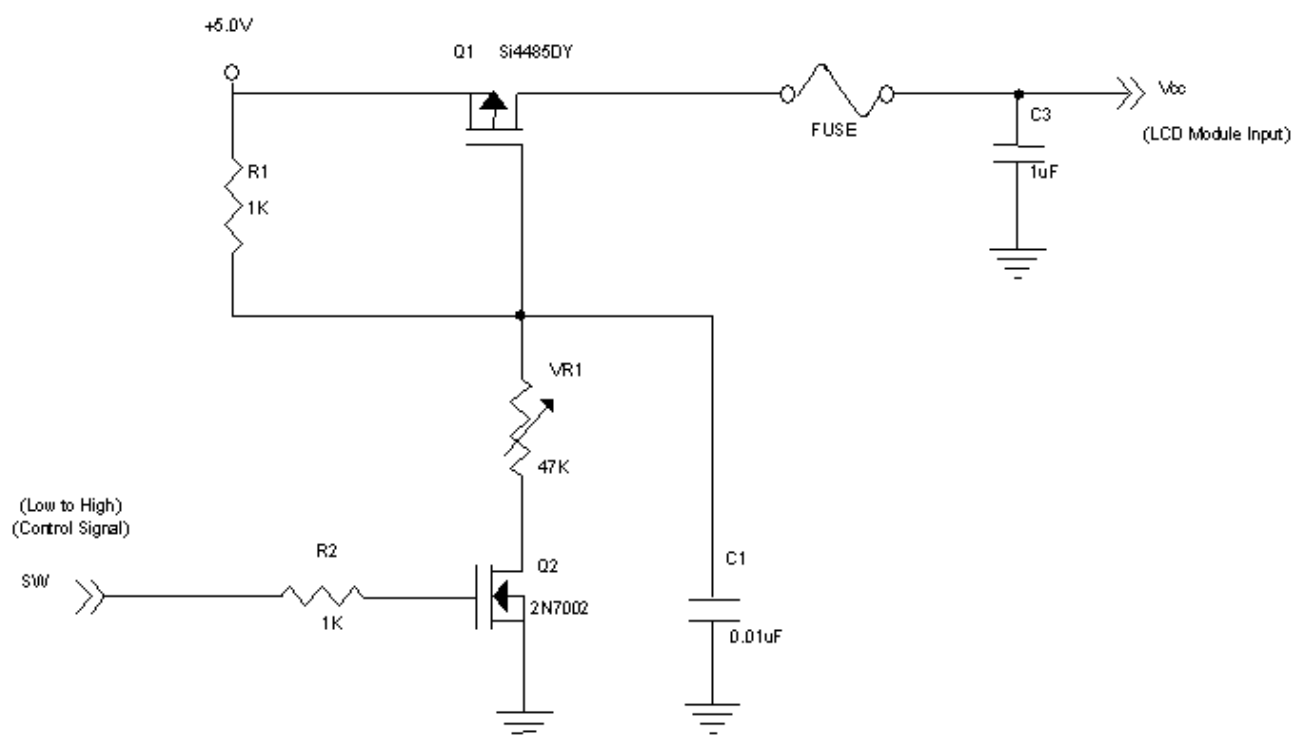 +5.0V
Q1 Si4485DY
Vcc
(LCD Module Input)
FUSE
C3
1uF
R1
1K
VR1
47K
(Low to High)
(Control Signal)
SW
R2
1K
Q2
2N7002
C1
0.01uF